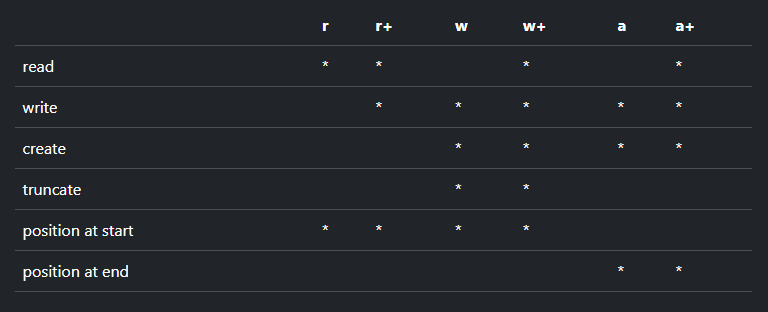 r r+ w w+ a a+
read * * * *
write * * * * *
create * * * *
truncate * *
position at start * * * *
position at end * *